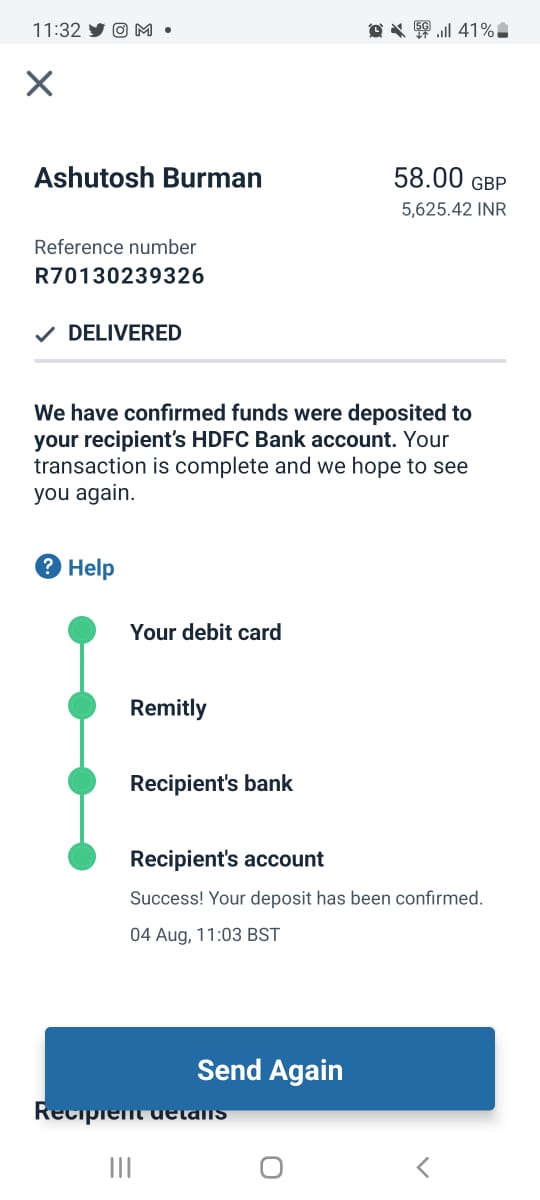 11:32 5G 41%
Ashutosh Burman 58.00 GBP
5,625.42 INR
Reference number
R70130239326
DELIVERED
We have confirmed funds were deposited to
your recipient's HDFC Bank account. Your
transaction is complete and we hope to see
you again.
? Help
Your debit card
Remitly
Recipient's bank
Recipient's account
Success! Your deposit has been confirmed.
04 Aug, 11:03 BST
Send Again
Recipient details